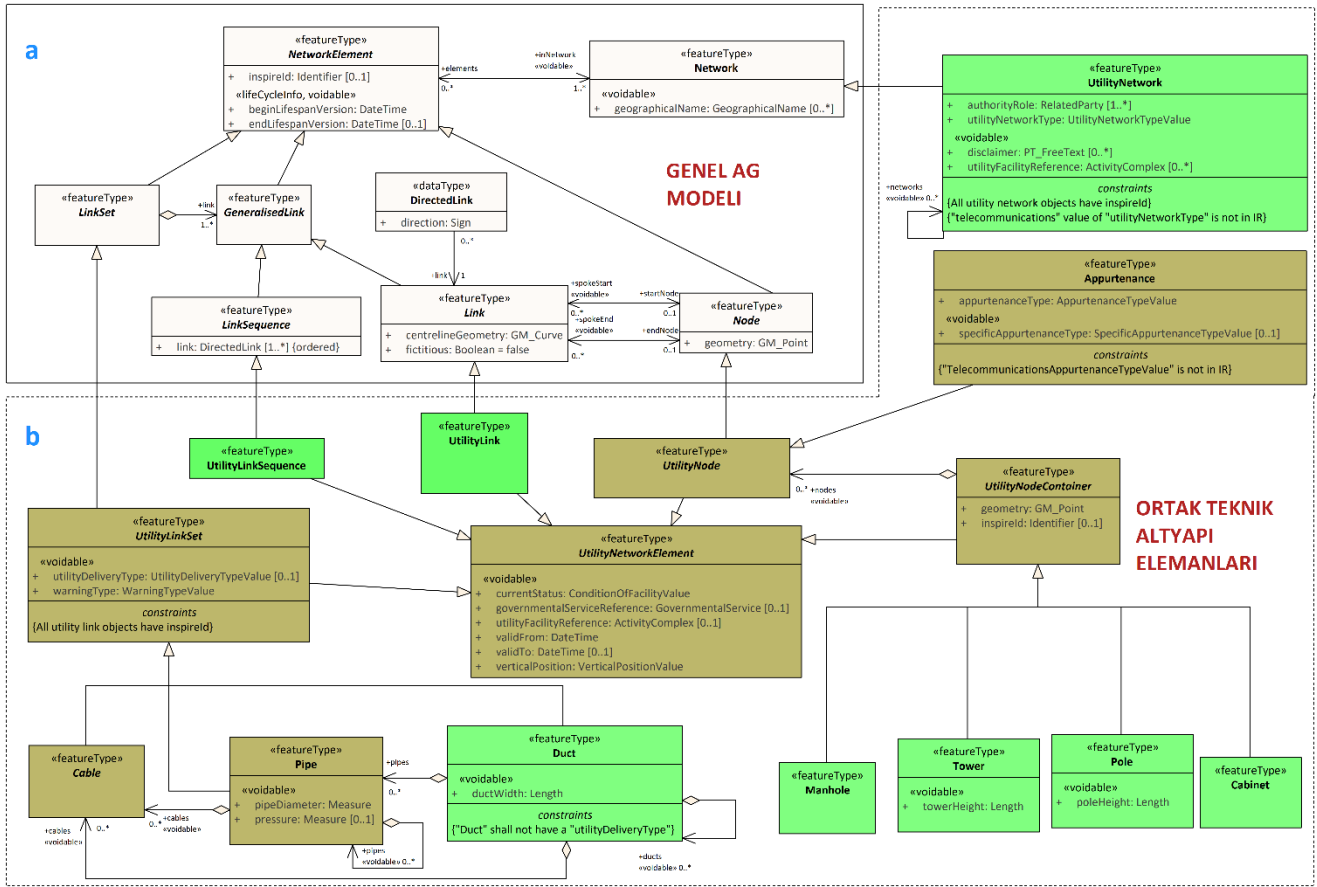 a
«featureType»
NetworkElement
+ inspireId: Identifier [0..1]
«lifeCycleInfo, voidable»
+ beginLifespanVersion: DateTime
+ endLifespanVersion: DateTime [0..1]
+elements
0..*
+inNetwork
«voidable»
1..*
«featureType»
Network
«voidable»
+ geographicalName: GeographicalName [0..*]
«featureType»
UtilityNetwork
+ authorityRole: RelatedParty [1..*]
+ utilityNetworkType: UtilityNetworkTypeValue
«voidable»
+ disclaimer: PT_FreeText [0..*]
+ utilityFacilityReference: ActivityComplex [0..*]
constraints
{All utility network objects have inspireId}
{"telecommunications" value of "utilityNetworkType" is not in IR}
+networks
«voidable» 0..*
GENEL AG
MODELI
«featureType»
LinkSet
+link
1..*
«featureType»
GeneralisedLink
«dataType»
DirectedLink
+ direction: Sign
0..*
+link 1
«featureType»
LinkSequence
+ link: DirectedLink [1..*] {ordered}
«featureType»
Link
+ centrelineGeometry: GM_Curve
+ fictitious: Boolean = false
+spokeStart
«voidable»
0..*
+startNode
0..1
+spokeEnd
«voidable»
0..*
+endNode
0..1
«featureType»
Node
+ geometry: GM_Point
«featureType»
Appurtenance
+ appurtenanceType: AppurtenanceTypeValue
«voidable»
+ specificAppurtenanceType: SpecificAppurtenanceTypeValue [0..1]
constraints
{"TelecommunicationsAppurtenanceTypeValue" is not in IR}
b
«featureType»
UtilityLinkSequence
«featureType»
UtilityLink
«featureType»
UtilityNode
0..* +nodes
«voidable»
«featureType»
UtilityNodeContainer
+ geometry: GM_Point
+ inspireId: Identifier [0..1]
ORTAK TEKNIK
ALTYAPI
ELEMANLARI
«featureType»
UtilityLinkSet
«voidable»
+ utilityDeliveryType: UtilityDeliveryTypeValue [0..1]
+ warningType: WarningTypeValue
constraints
{All utility link objects have inspireId}
«featureType»
UtilityNetworkElement
«voidable»
+ currentStatus: ConditionOfFacilityValue
+ governmentalServiceReference: GovernmentalService [0..1]
+ utilityFacilityReference: ActivityComplex [0..1]
+ validFrom: DateTime
+ validTo: DateTime [0..1]
+ verticalPosition: VerticalPositionValue
«featureType»
Cable
+cables
«voidable»
0..*
0..* +cables
«voidable»
«featureType»
Pipe
«voidable»
+ pipeDiameter: Measure
+ pressure: Measure [0..1]
+pipes
«voidable» 0..*
+pipes
0..*
«featureType»
Duct
«voidable»
+ ductWidth: Length
constraints
{"Duct" shall not have a "utilityDeliveryType"}
+ducts
«voidable» 0..*
«featureType»
Manhole
«featureType»
Tower
«voidable»
+ towerHeight: Length
«featureType»
Pole
«voidable»
+ poleHeight: Length
«featureType»
Cabinet